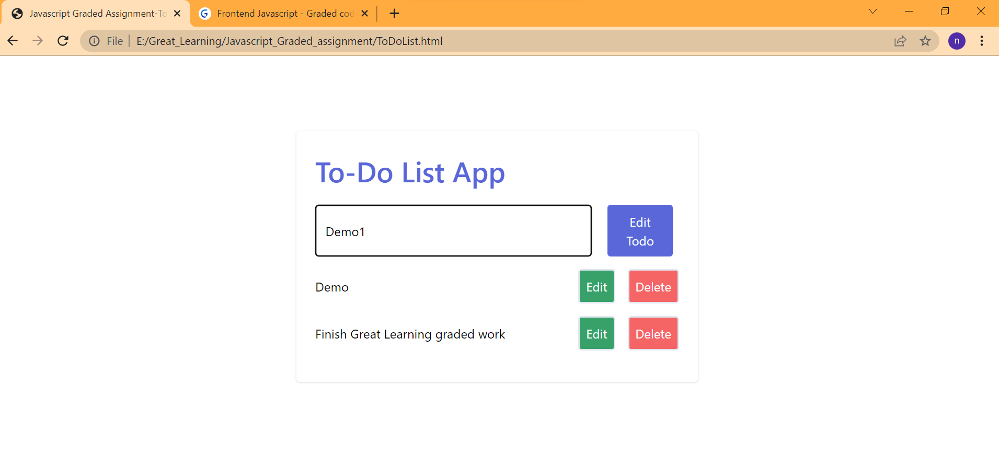 Javascript Graded Assignment-To
Frontend Javascript - Graded cod
File
E:/Great_Learning/Javascript_Graded_assignment/ToDoList.html
n
To-Do List App
Demo1
Edit
Todo
Demo
Edit
Delete
Finish Great Learning graded work
Edit
Delete